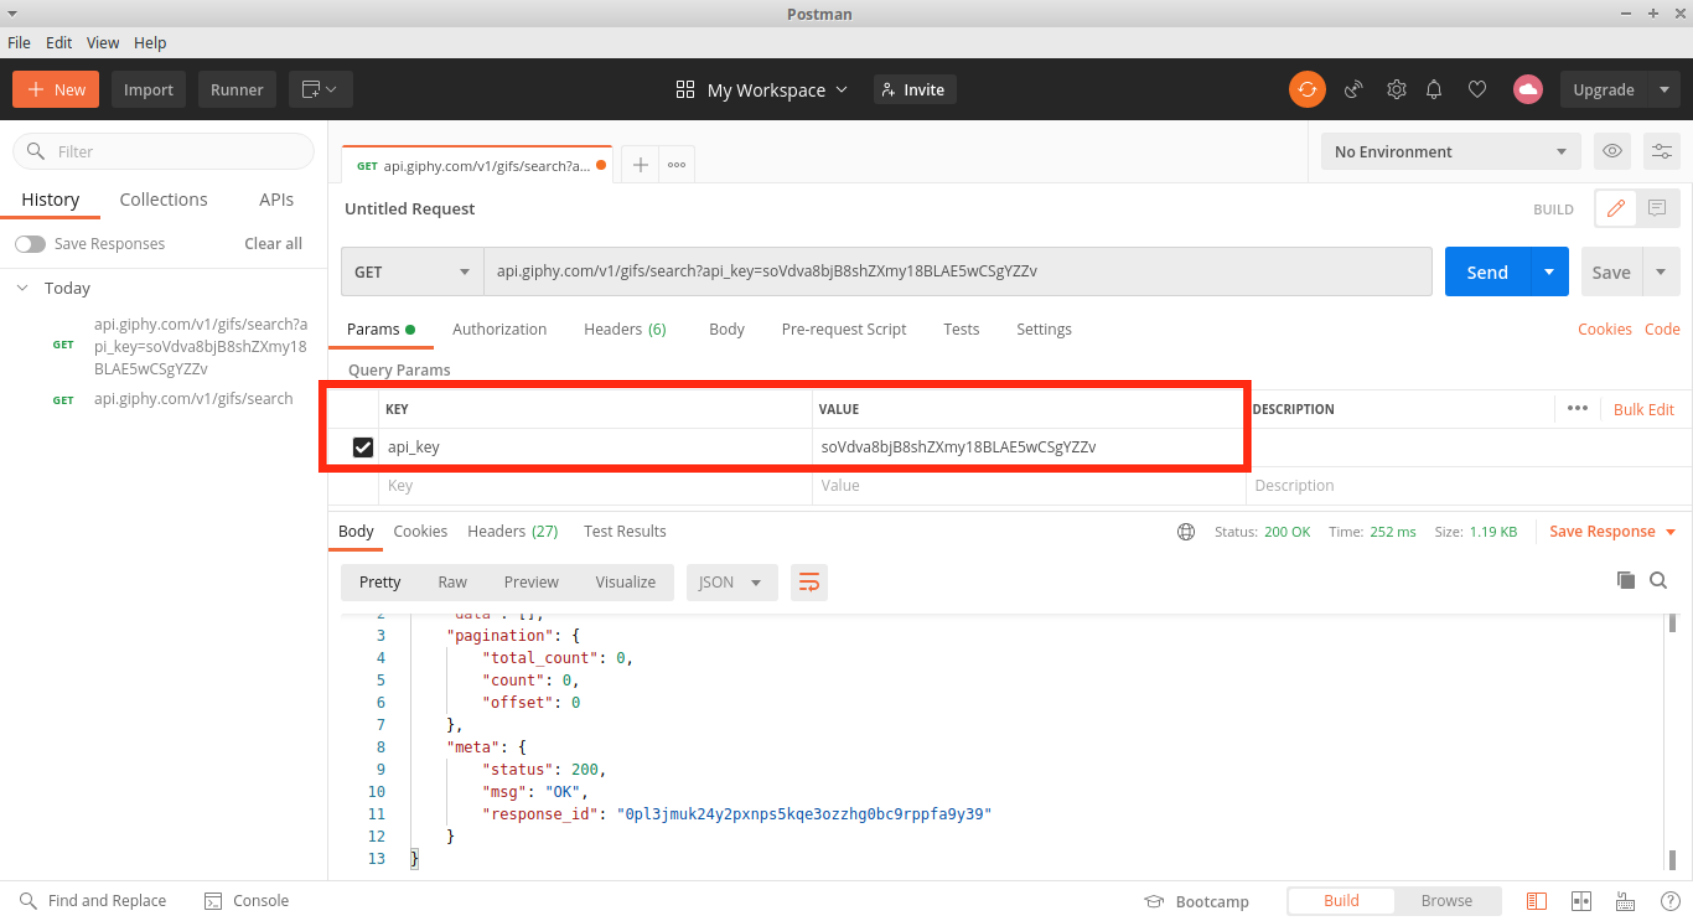 Postman
File Edit View Help
New Import Runner My Workspace Invite Upgrade
Filter
History Collections APIs
Save Responses Clear all
Today
GET api.giphy.com/v1/gifs/search?a
pi_key=soVdva8bjB8shZXmy18
BLAE5wCSgYZZv
GET api.giphy.com/v1/gifs/search
GET api.giphy.com/v1/gifs/search?a...
No Environment
Untitled Request
BUILD
GET api.giphy.com/v1/gifs/search?api_key=soVdva8bjB8shZXmy18BLAE5wCSgYZZv Send Save
Params Authorization Headers (6) Body Pre-request Script Tests Settings Cookies Code
Query Params
KEY VALUE DESCRIPTION ••• Bulk Edit
api_key soVdva8bjB8shZXmy18BLAE5wCSgYZZv
Key Value Description
Body Cookies Headers (27) Test Results Status: 200 OK Time: 252 ms Size: 1.19 KB Save Response
Pretty Raw Preview Visualize JSON
2 "data": [],
3 "pagination": {
4 "total_count": 0,
5 "count": 0,
6 "offset": 0
7 },
8 "meta": {
9 "status": 200,
10 "msg": "OK",
11 "response_id": "0pl3jmuk24y2pxnps5kqe3ozzhg0bc9rppfa9y39"
12 }
13 }
Find and Replace Console Bootcamp Build Browse